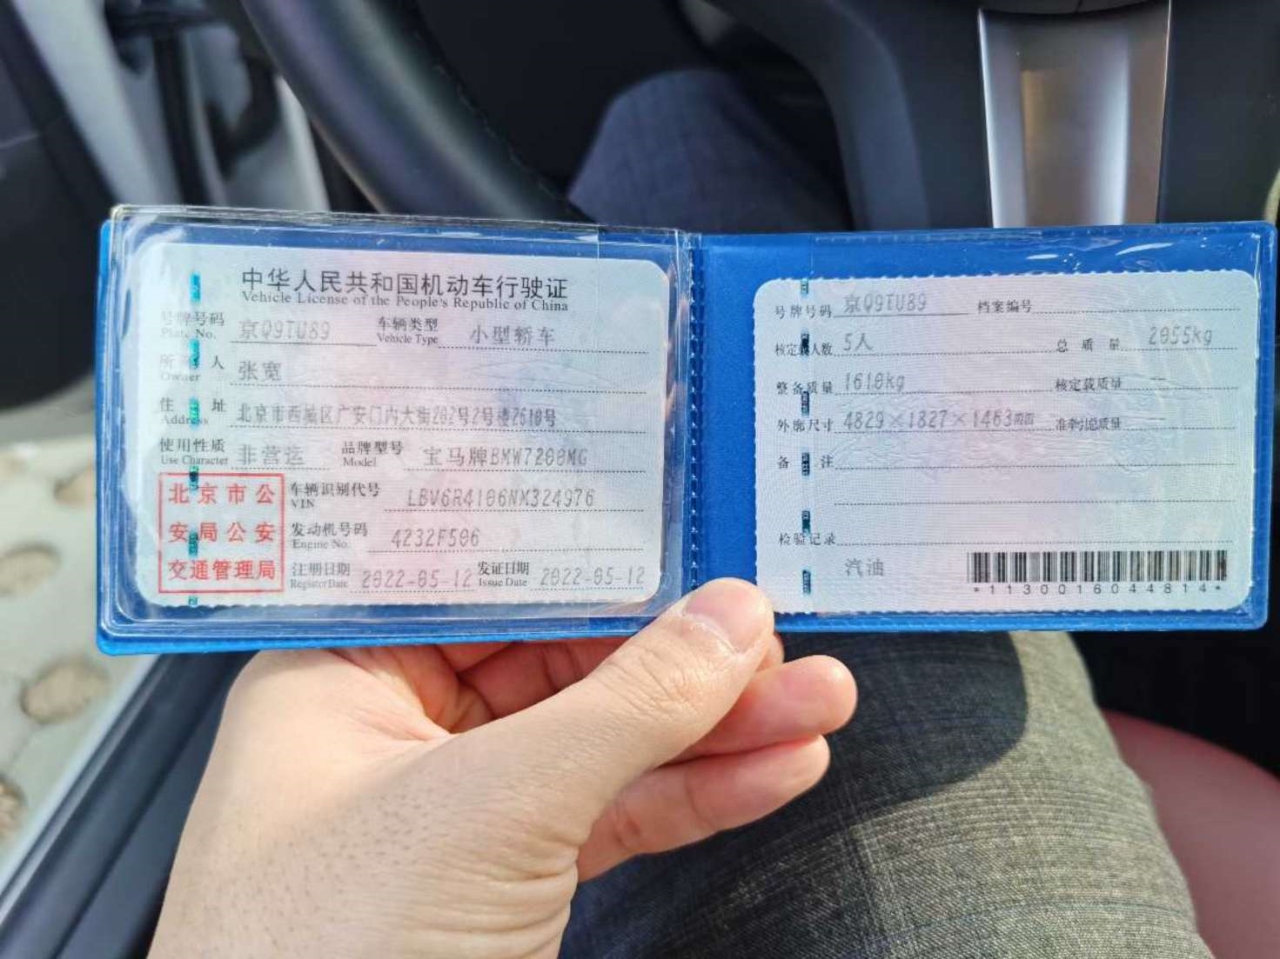 中华人民共和国机动车行驶证
Vehicle License of the People's Republic of China
号牌号码 京Q9TU89 车辆类型 小型轿车
Plate No. Vehicle Type
所有人 张宽
Owner
住址 北京市西城区广安门内大街202号2号楼2610号
Address
使用性质 非营运 品牌型号 宝马牌BMW7200MG
Use Character Model
北京市公
安局公安
交通管理局
车辆识别代号 LBV6R4106NM324976
VIN
发动机号码 4232F506
Engine No.
注册日期 2022-05-12 发证日期 2022-05-12
Register Date Issue Date
号牌号码 京Q9TU89 档案编号
核定载人数 5人 总质量 2055kg
整备质量 1610kg 核定载质量
外廓尺寸 4829×1827×1463mm 准牵引总质量
备注
检验记录
汽油
*1130016044814*